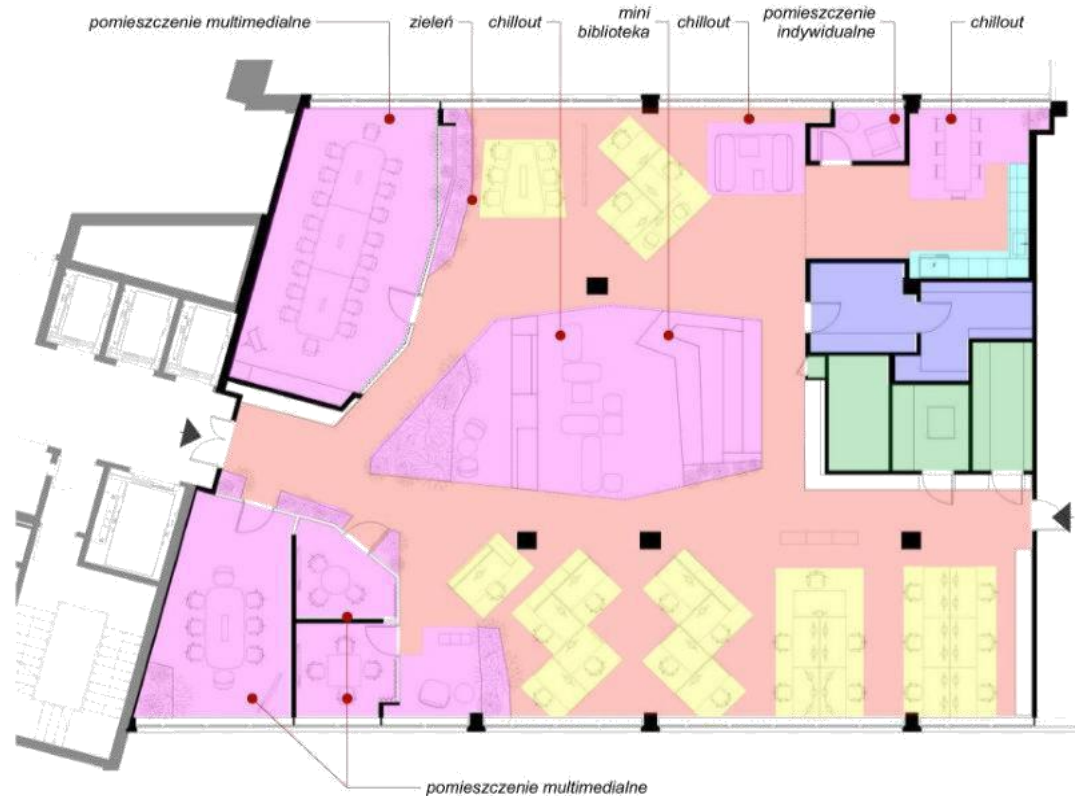 pomieszczenie multimedialne
zieleń
chillout
mini
biblioteka
chillout
pomieszczenie
indywidualne
chillout
pomieszczenie multimedialne